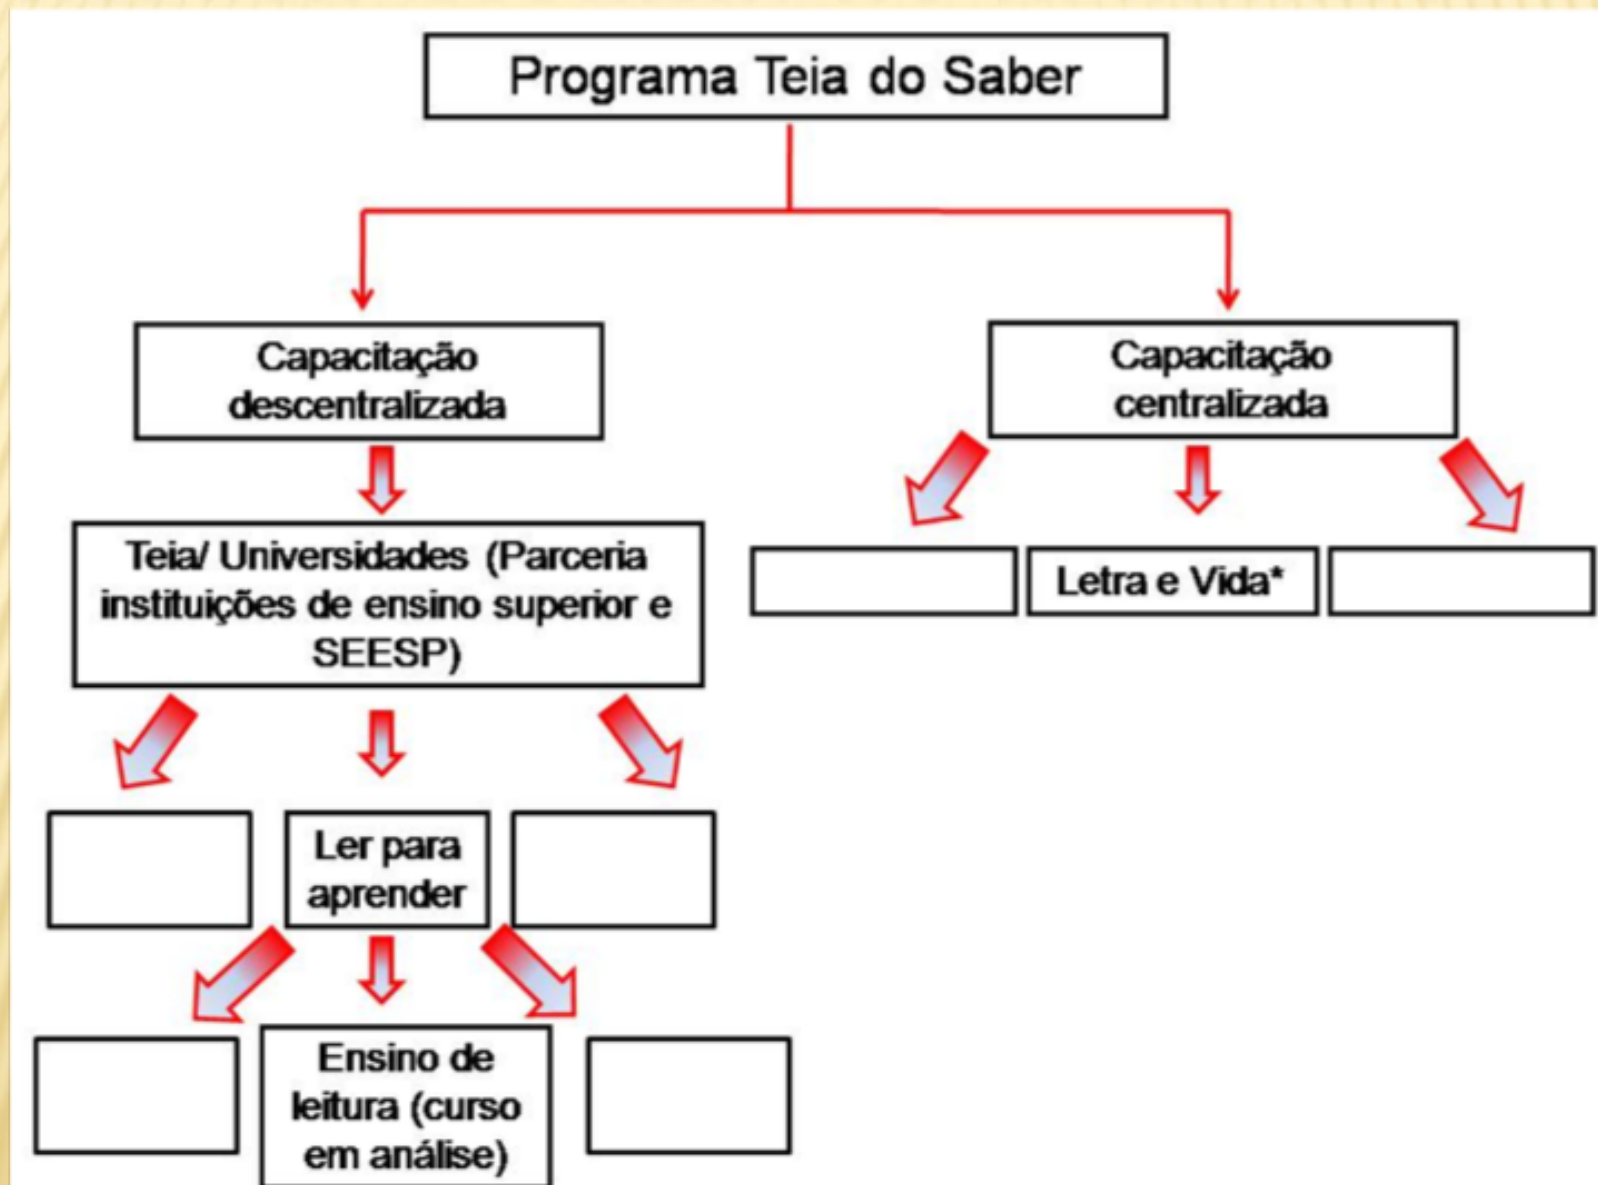 Programa Teia do Saber
Capacitação
descentralizada
Capacitação
centralizada
Teia/ Universidades (Parceria
instituições de ensino superior e
SEESP)
Letra e Vida*
Ler para
aprender
Ensino de
leitura (curso
em análise)